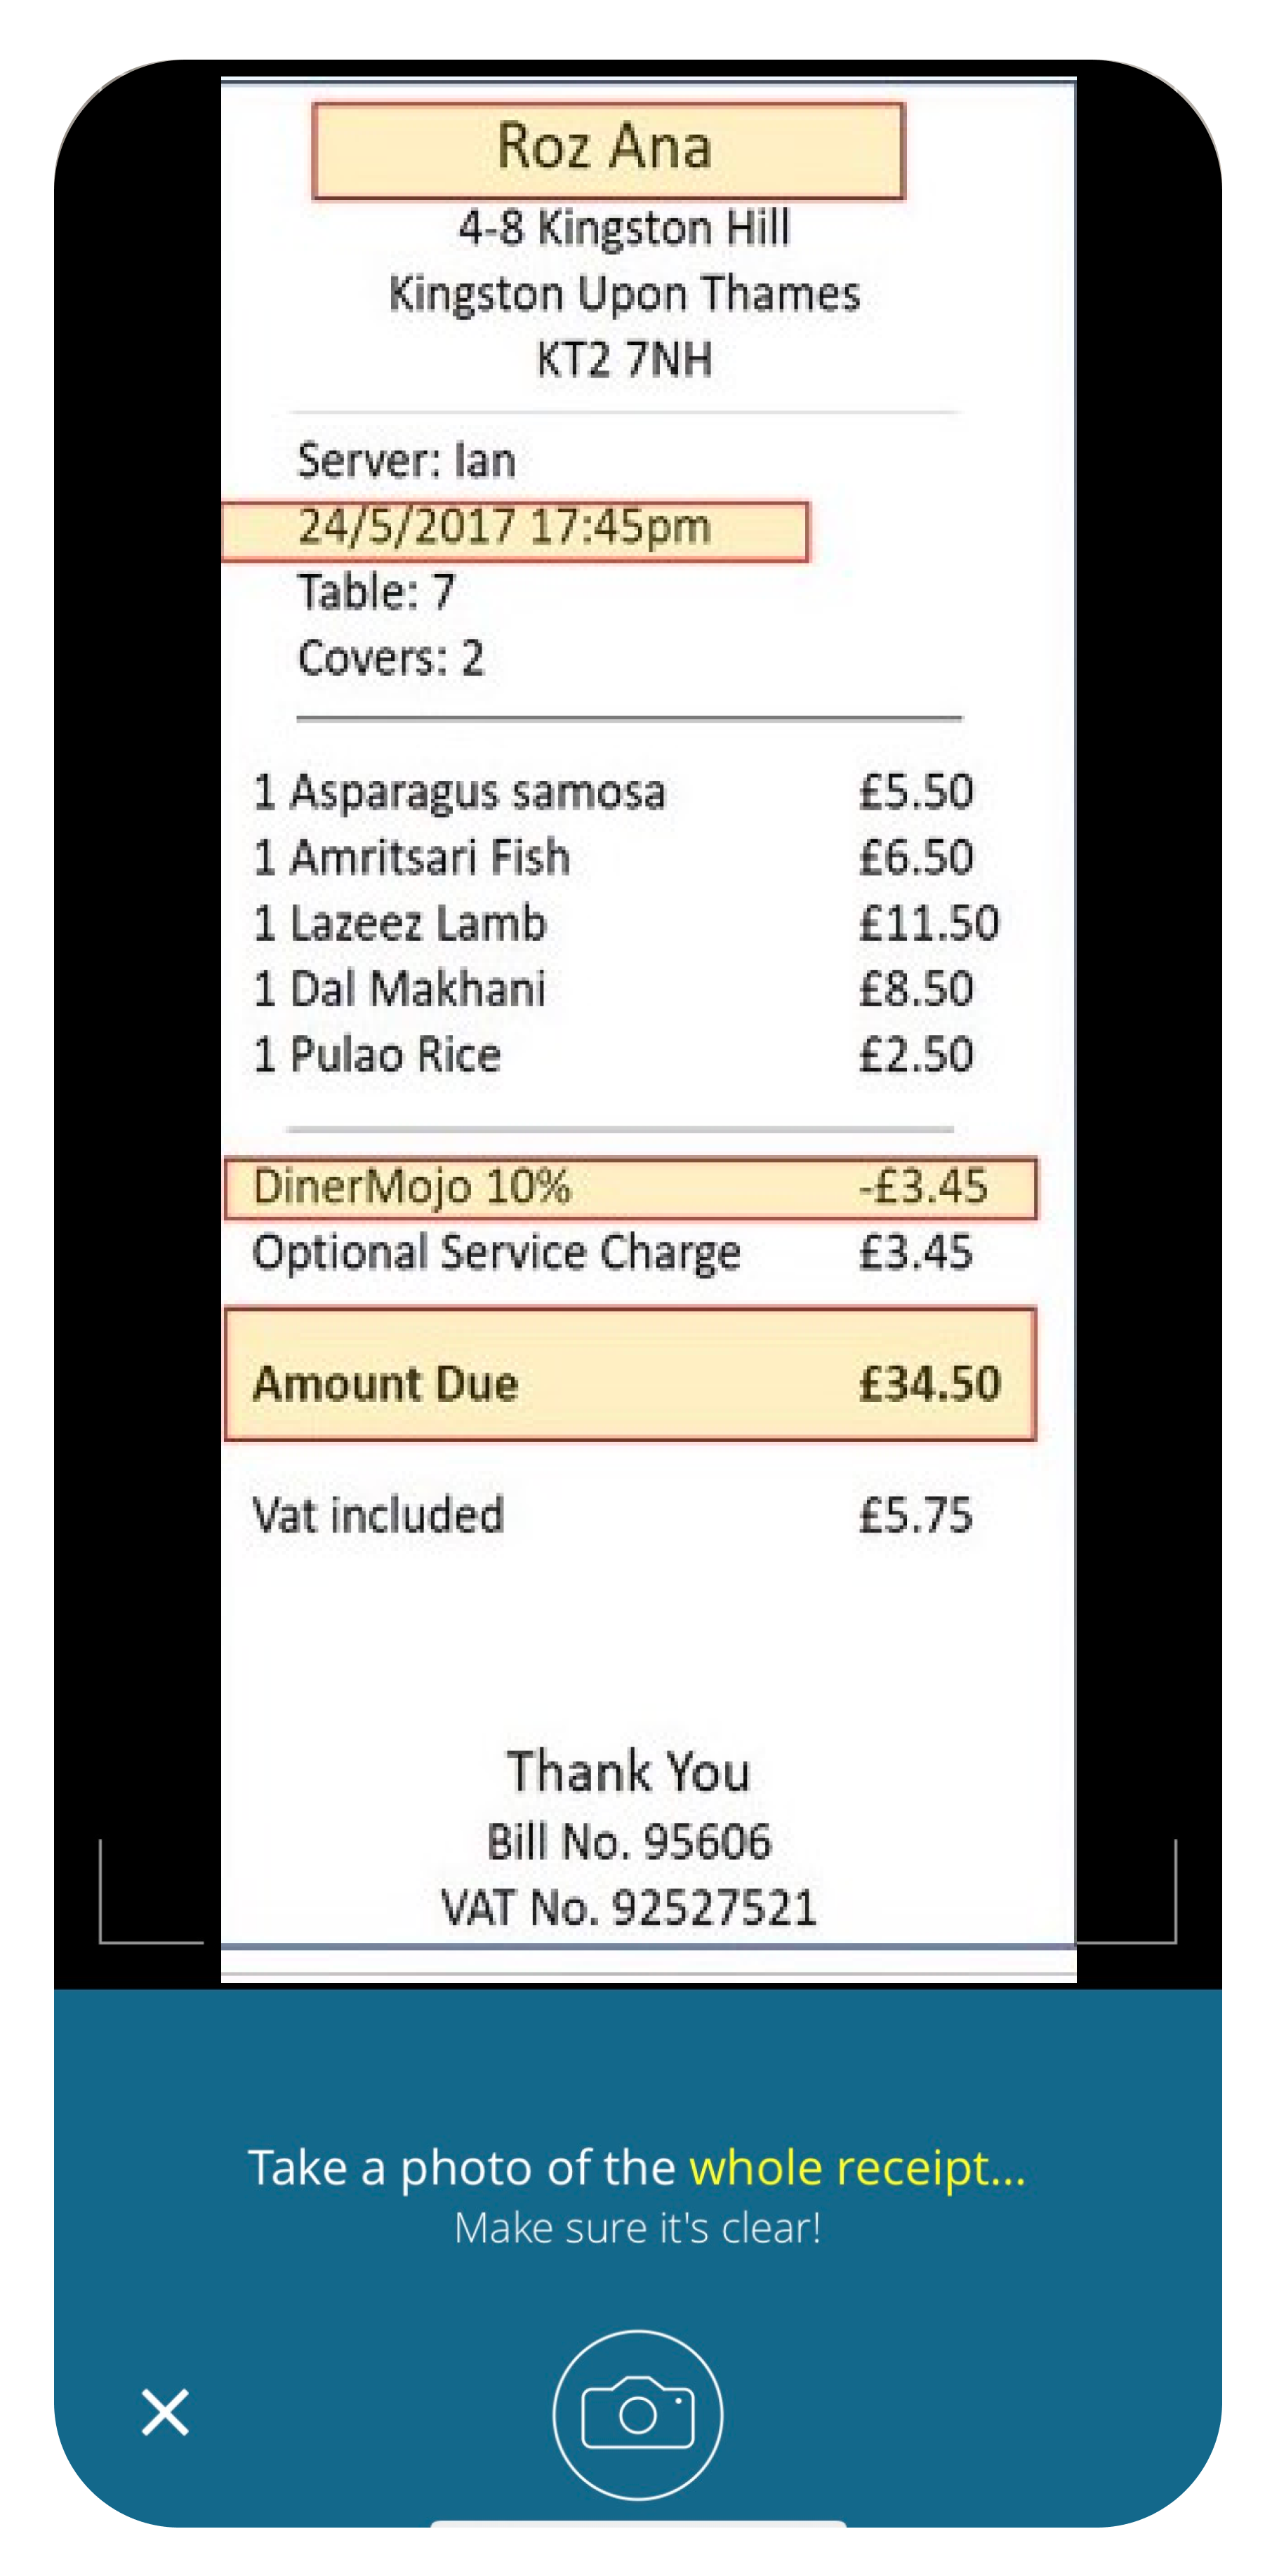 Roz Ana
4-8 Kingston Hill
Kingston Upon Thames
KT2 7NH
Server: Ian
24/5/2017 17:45pm
Table: 7
Covers: 2
1 Asparagus samosa £5.50
1 Amritsari Fish £6.50
1 Lazeez Lamb £11.50
1 Dal Makhani £8.50
1 Pulao Rice £2.50
DinerMojo 10% -£3.45
Optional Service Charge £3.45
Amount Due £34.50
Vat included £5.75
Thank You
Bill No. 95606
VAT No. 92527521
Take a photo of the whole receipt...
Make sure it's clear!